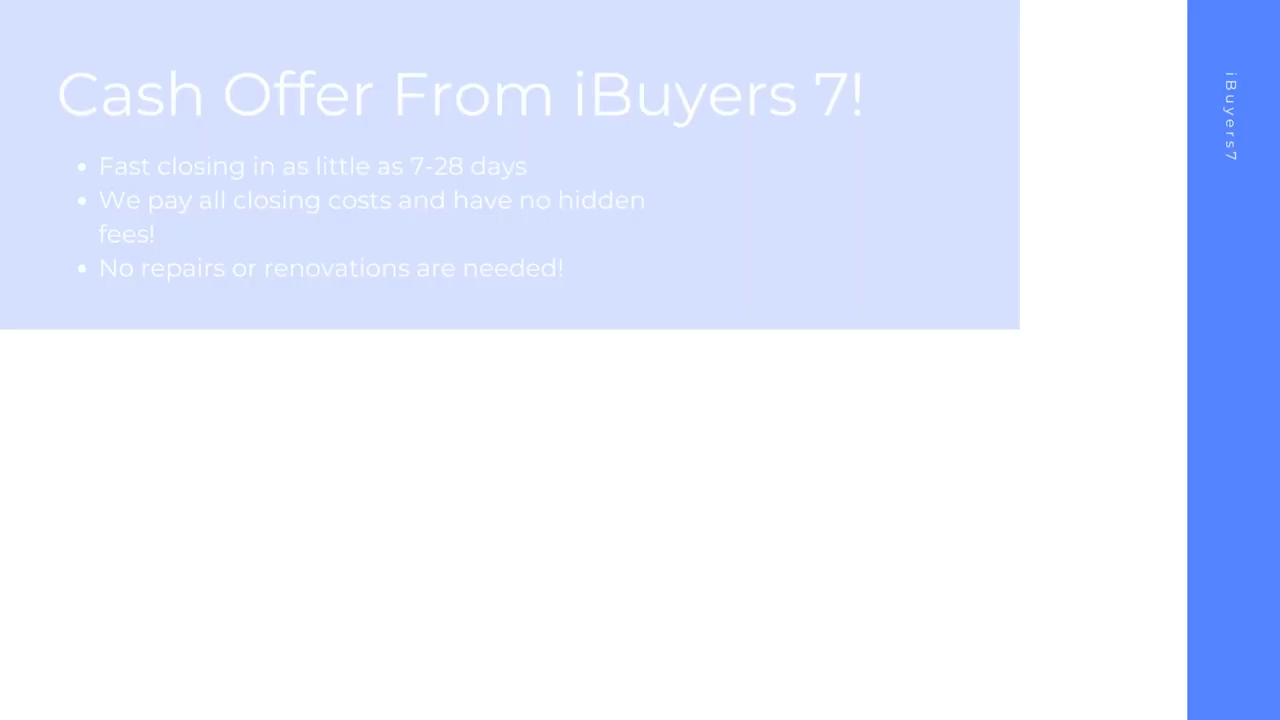 Cash Offer From iBuyers 7!
Fast closing in as little as 7-28 days
We pay all closing costs and have no hidden
fees!
No repairs or renovations are needed!
iBuyers7